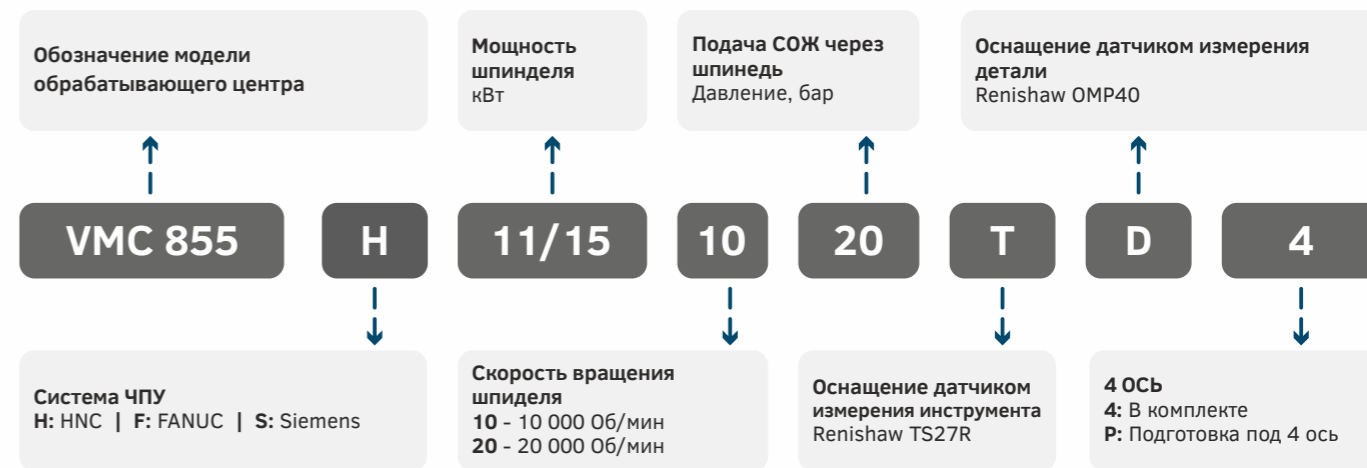 Обозначение модели
обрабатывающего центра
Мощность
шпинделя
кВт
Подача СОЖ через
шпинедь
Давление, бар
Оснащение датчиком измерения
детали
Renishaw OMP40
VMC 855
H
11/15
10
20
T
D
4
Система ЧПУ
H: HNC | F: FANUC | S: Siemens
Скорость вращения
шпиделя
10 - 10 000 Об/мин
20 - 20 000 Об/мин
Оснащение датчиком
измерения инструмента
Renishaw TS27R
4 ОСЬ
4: В комплекте
P: Подготовка под 4 ось